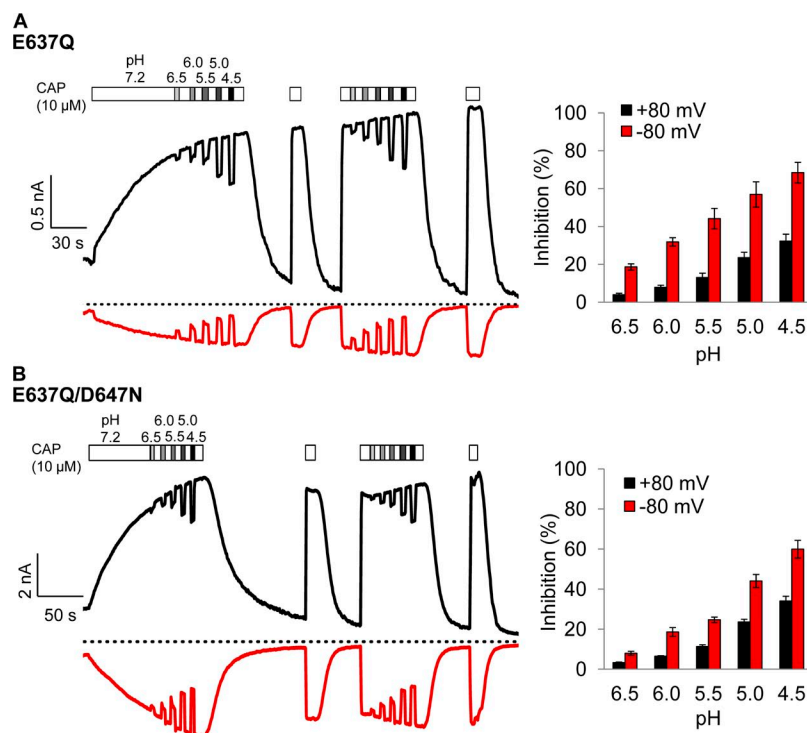 A
E637Q
pH
6.0 5.0
7.2 6.5 5.5 4.5
CAP
(10 µM)
0.5 nA
30 s
100
80
60
40
20
0
+80 mV
-80 mV
Inhibition (%)
6.5 6.0 5.5 5.0 4.5
pH
B
E637Q/D647N
pH 6.0 5.0
7.2 6.5 5.5 4.5
CAP
(10 µM)
2 nA
50 s
100
80
60
40
20
0
+80 mV
-80 mV
Inhibition (%)
6.5 6.0 5.5 5.0 4.5
pH